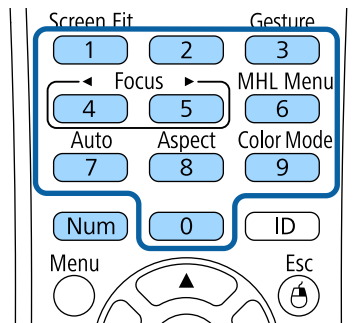 Screen Fit Gesture
1 2 3
◄ Focus ►
MHL Menu
4 5 6
Auto Aspect Color Mode
7 8 9
Num 0 ID
Menu Esc